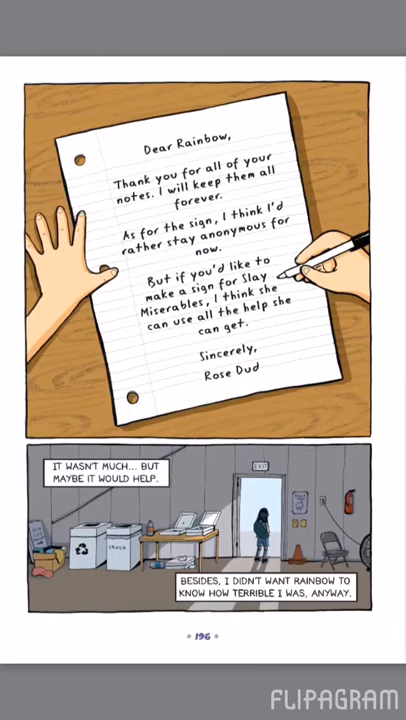 Dear Rainbow,
Thank you for all of your
notes. I will keep them all
forever.
As for the sign, I think I'd
rather stay anonymous for
now.
But if you'd like to
make a sign for Slay
Miserables, I think she
can use all the help she
can get.
Sincerely,
Rose Dud
IT WASN'T MUCH... BUT
MAYBE IT WOULD HELP.
EXIT
TRASH
BESIDES, I DIDN'T WANT RAINBOW TO
KNOW HOW TERRIBLE I WAS, ANYWAY.
196
FLIPAGRAM